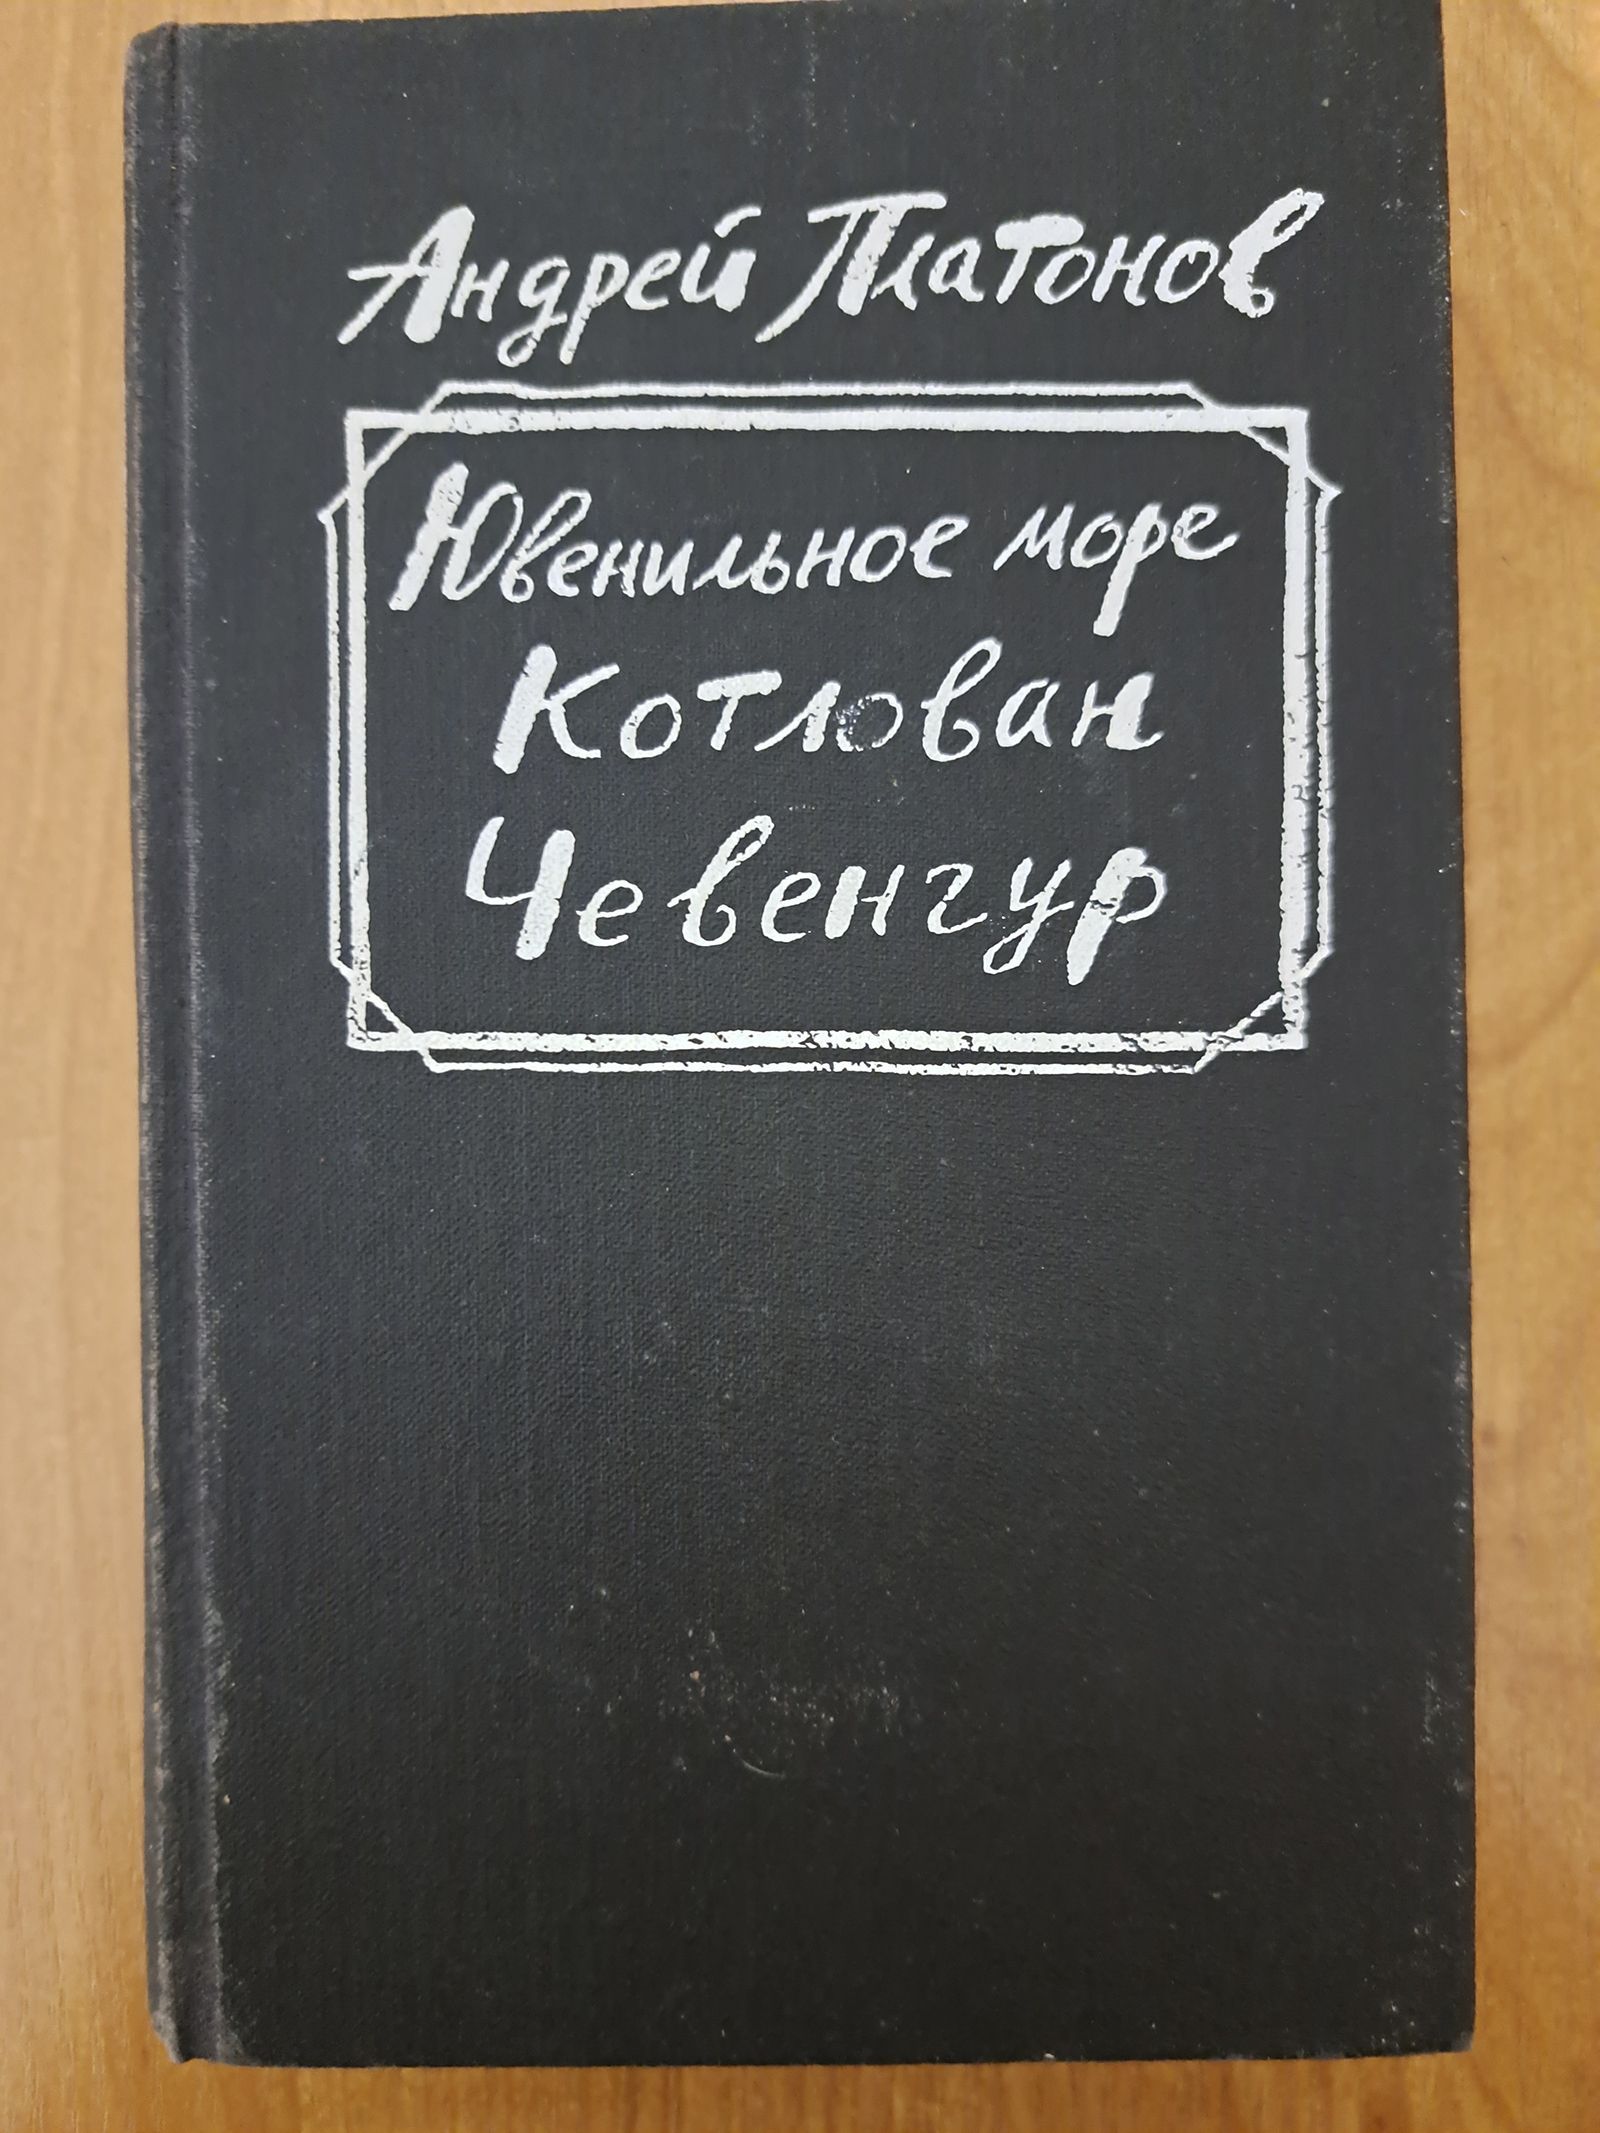 Андрей Платонов
Ювенильное море
Котлован
Чевенгур